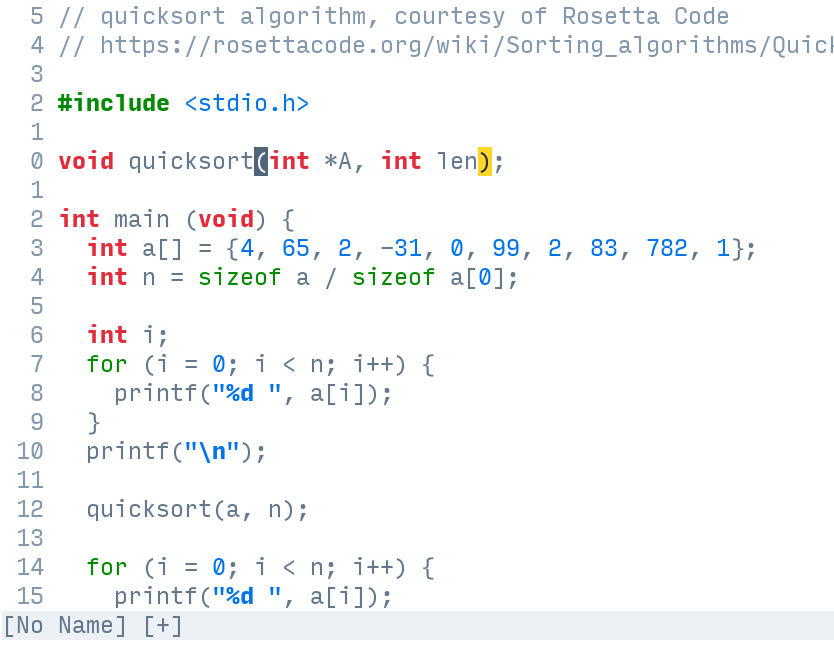 5 // quicksort algorithm, courtesy of Rosetta Code
4 // https://rosettacode.org/wiki/Sorting_algorithms/Quick
3
2 #include <stdio.h>
1
0 void quicksort(int *A, int len);
1
2 int main (void) {
3   int a[] = {4, 65, 2, -31, 0, 99, 2, 83, 782, 1};
4   int n = sizeof a / sizeof a[0];
5
6   int i;
7   for (i = 0; i < n; i++) {
8     printf("%d ", a[i]);
9   }
10   printf("\n");
11
12   quicksort(a, n);
13
14   for (i = 0; i < n; i++) {
15     printf("%d ", a[i]);
[No Name] [+]